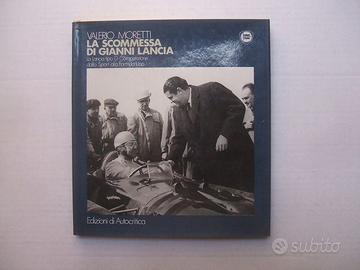 VALERIO MORETTI
LA SCOMMESSA
DI GIANNI LANCIA
La Lancia tipo D Competizione
dallo Sport alla Formula Uno
Edizioni di Autocritica
subito